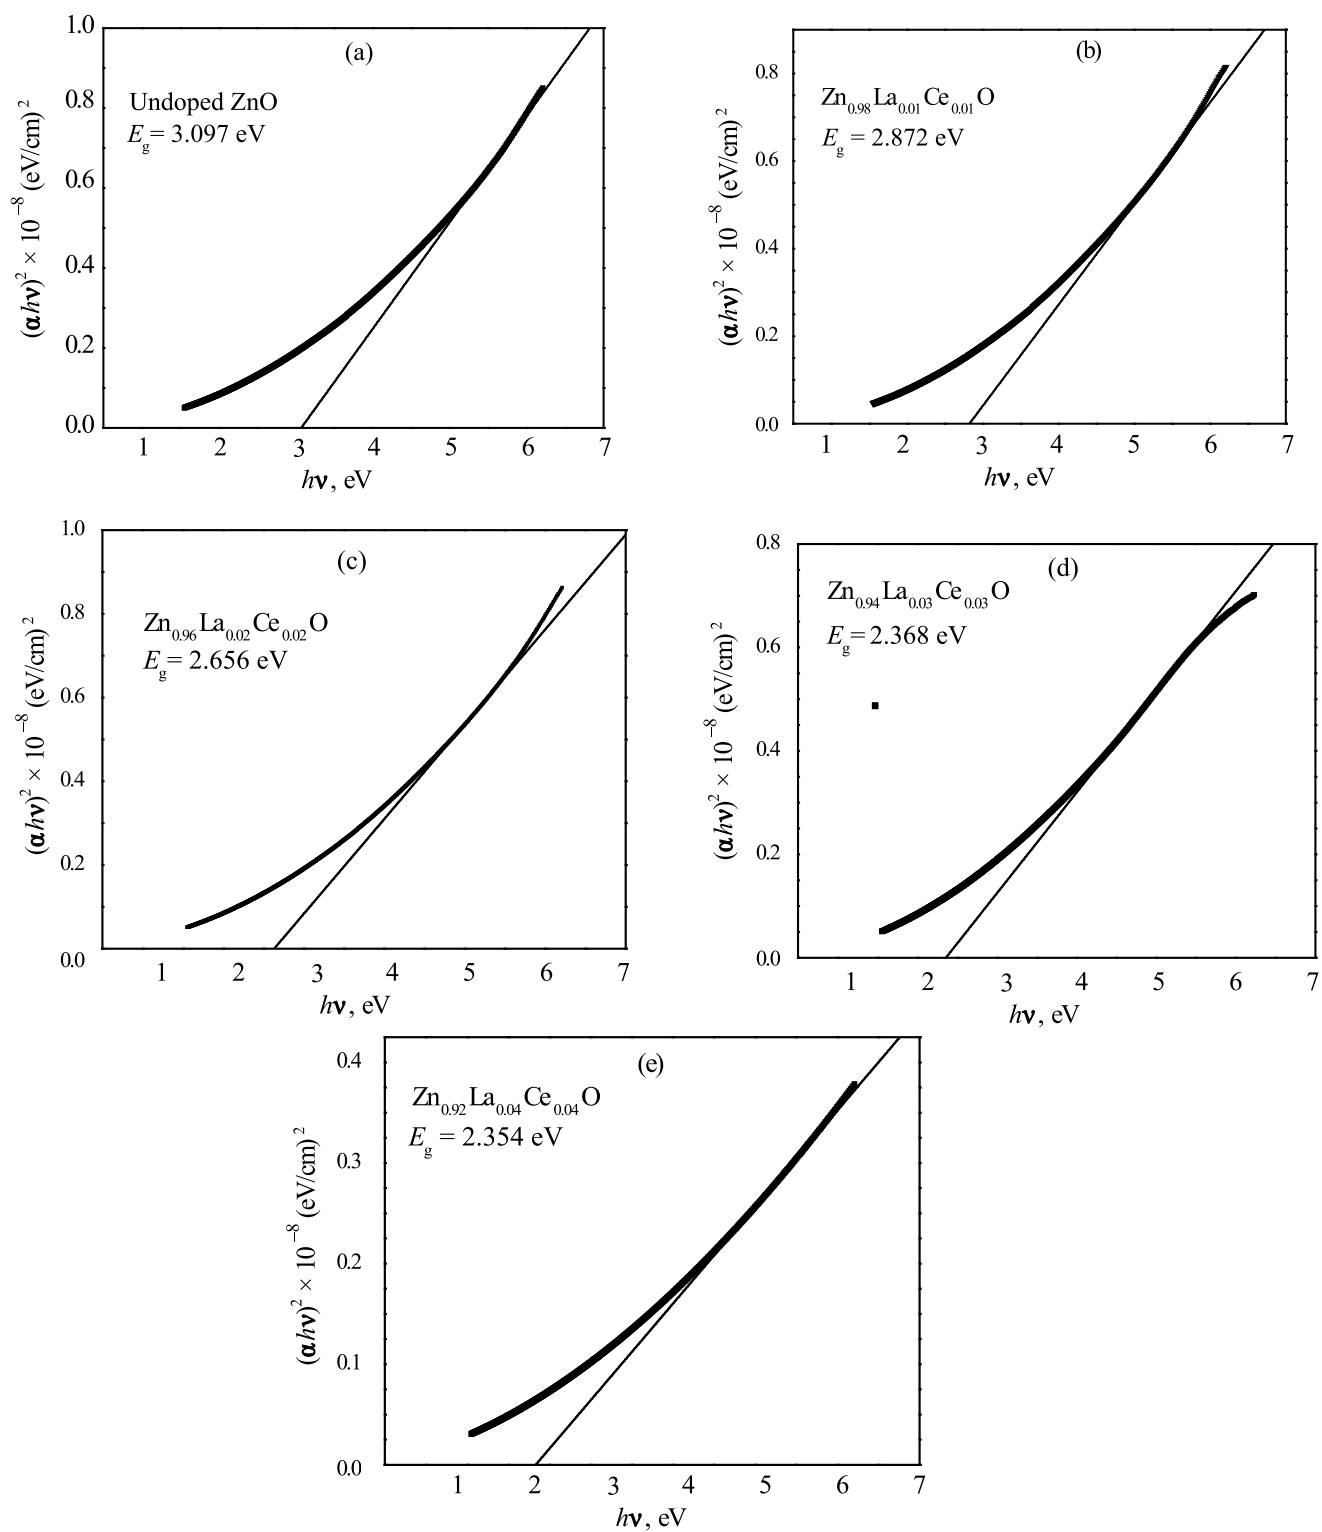 (a)
Undoped ZnO
E_g = 3.097 eV
(αhν)² × 10⁻⁸ (eV/cm)²
1.0
0.8
0.6
0.4
0.2
0.0
1 2 3 4 5 6 7
hν, eV
(b)
Zn₀.₉₈La₀.₀₁Ce₀.₀₁O
E_g = 2.872 eV
(αhν)² × 10⁻⁸ (eV/cm)²
0.8
0.6
0.4
0.2
0.0
1 2 3 4 5 6 7
hν, eV
(c)
Zn₀.₉₆La₀.₀₂Ce₀.₀₂O
E_g = 2.656 eV
(αhν)² × 10⁻⁸ (eV/cm)²
1.0
0.8
0.6
0.4
0.2
0.0
1 2 3 4 5 6 7
hν, eV
(d)
Zn₀.₉₄La₀.₀₃Ce₀.₀₃O
E_g = 2.368 eV
(αhν)² × 10⁻⁸ (eV/cm)²
0.8
0.6
0.4
0.2
0.0
1 2 3 4 5 6 7
hν, eV
(e)
Zn₀.₉₂La₀.₀₄Ce₀.₀₄O
E_g = 2.354 eV
(αhν)² × 10⁻⁸ (eV/cm)²
0.4
0.3
0.2
0.1
0.0
1 2 3 4 5 6 7
hν, eV